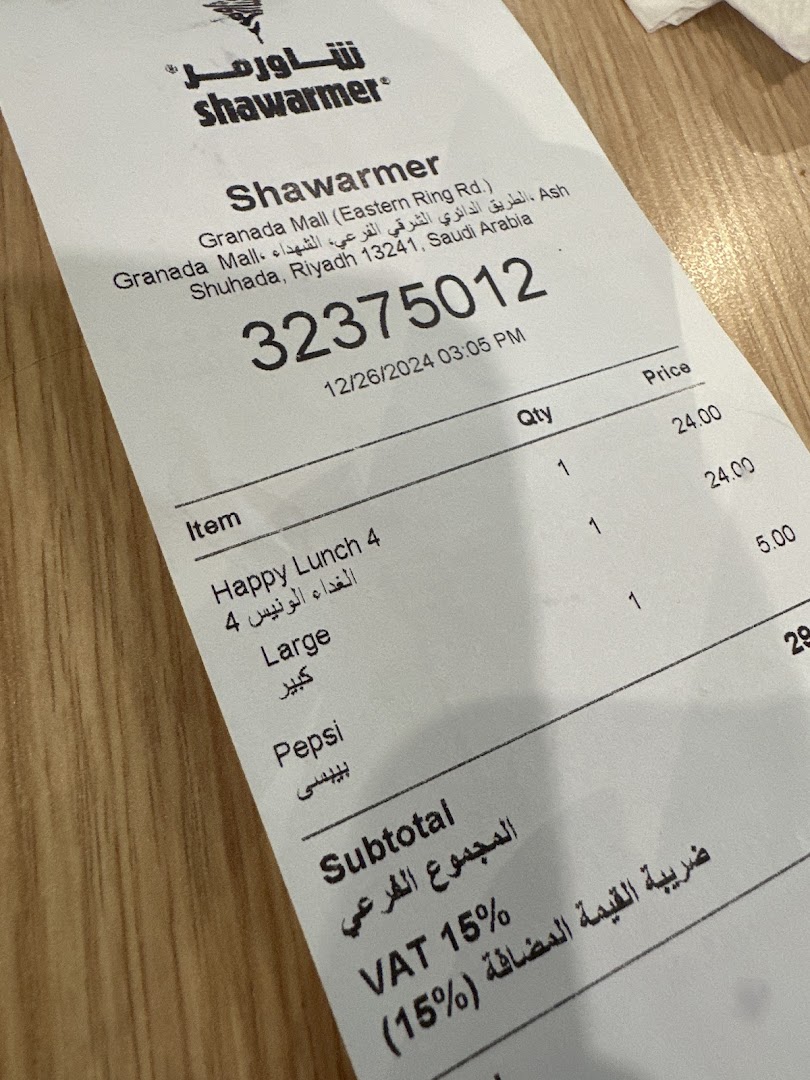 شاورمر
shawarmer
Shawarmer
Granada Mall (Eastern Ring Rd.)
Granada Mall، الطريق الدائري الشرقي الفرعي، الشهداء، Ash
Shuhada, Riyadh 13241, Saudi Arabia
32375012
12/26/2024 03:05 PM
Item Qty Price
Happy Lunch 4 1 24.00
الغداء الونيس 4
Large 1 24.00
كبير
Pepsi 1 5.00
بيبسى
Subtotal 29
المجموع الفرعي
VAT 15%
ضريبة القيمة المضافة (15%)